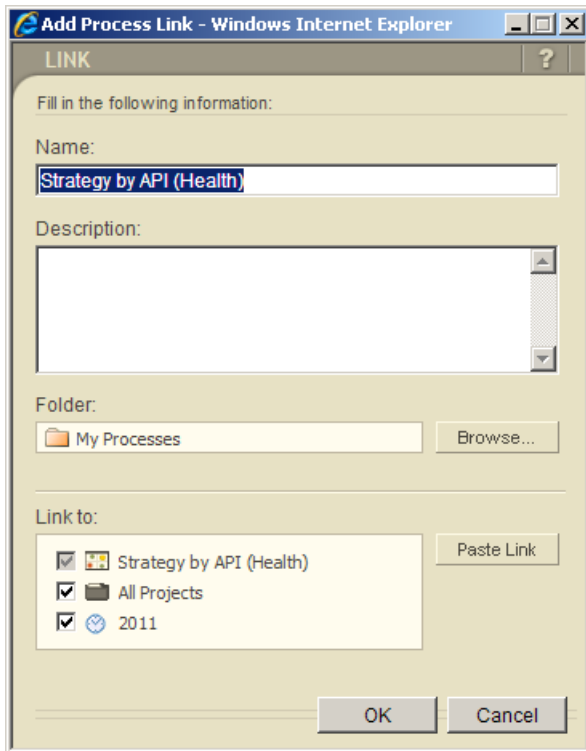 Add Process Link - Windows Internet Explorer
LINK ?
Fill in the following information:
Name:
Strategy by API (Health)
Description:
Folder:
My Processes Browse...
Link to:
Strategy by API (Health) Paste Link
All Projects
2011
OK Cancel